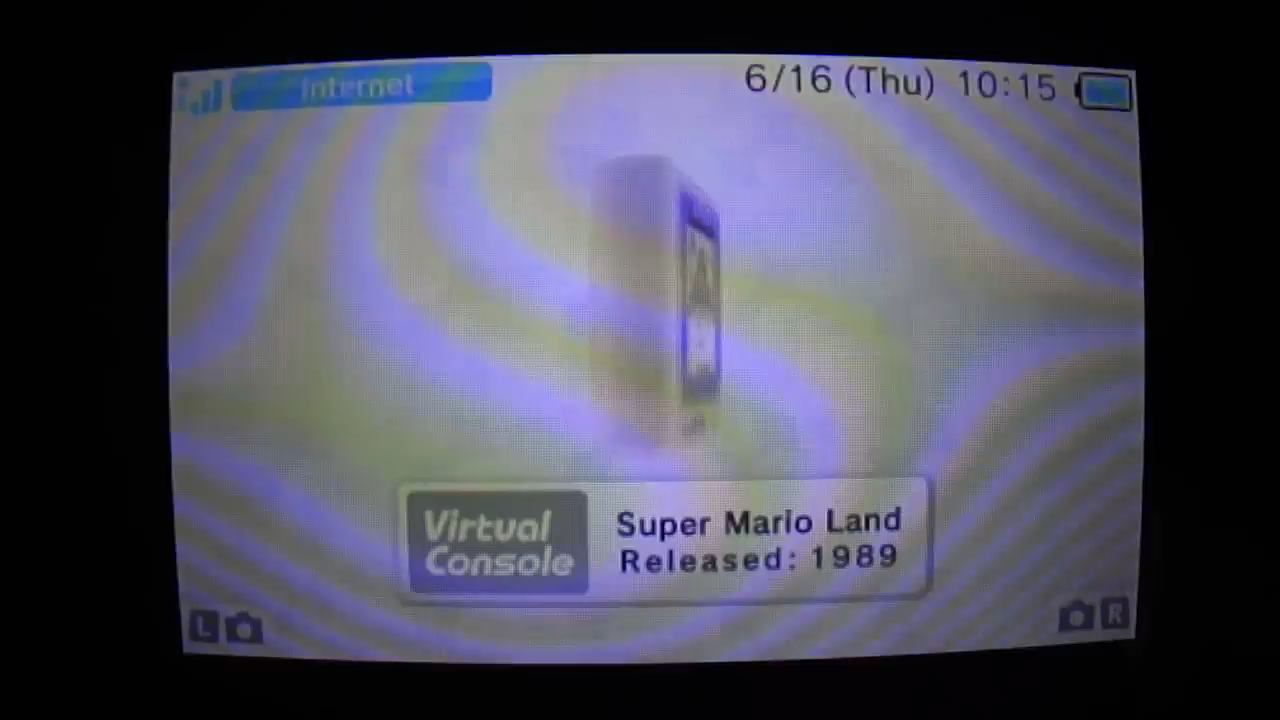 Internet
6/16 (Thu) 10:15
Virtual
Console
Super Mario Land
Released: 1989
L
R